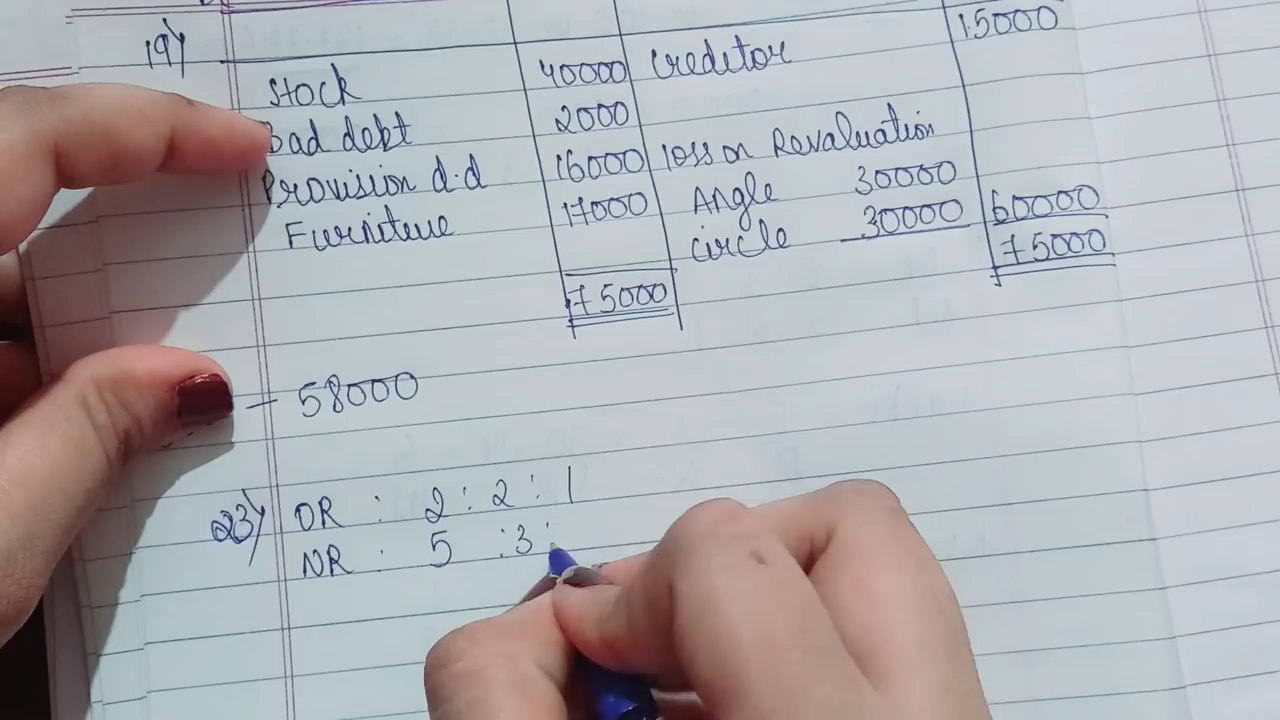 15000
19) Stock 40000 creditor
Bad debt 2000
Provision d.d 16000 loss on Revaluation
Furniture 17000 Angle 30000
circle 30000 60000
75000 75000
- 58000
23) OR : 2 : 2 : 1
NR : 5 : 3 :